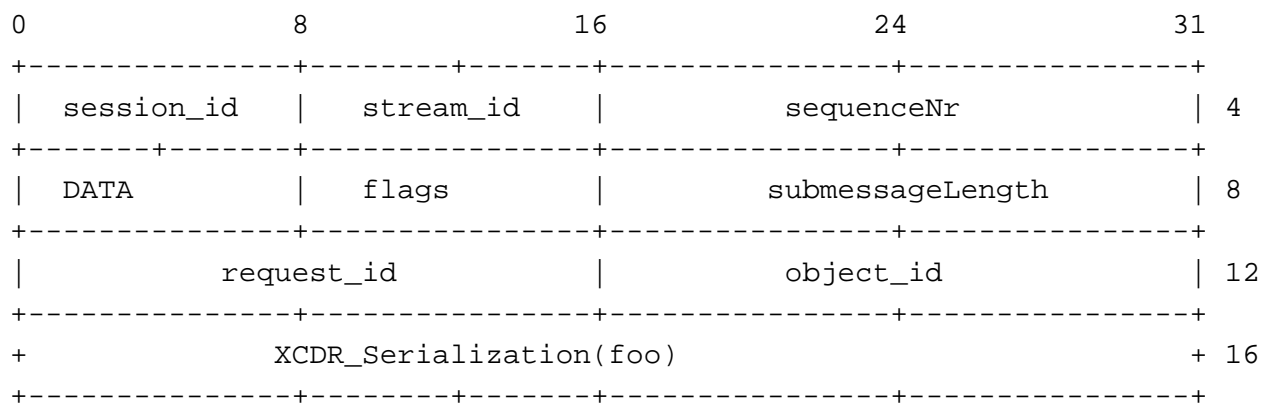 0 8 16 24 31
+---------------+--------+-------+---------------+---------------+
| session_id | stream_id | sequenceNr | 4
+-------+-------+---------------+---------------+---------------+
| DATA | flags | submessageLength | 8
+---------------+---------------+---------------+---------------+
| request_id | object_id | 12
+---------------+---------------+---------------+---------------+
+ XCDR_Serialization(foo) + 16
+---------------+--------+-------+---------------+---------------+